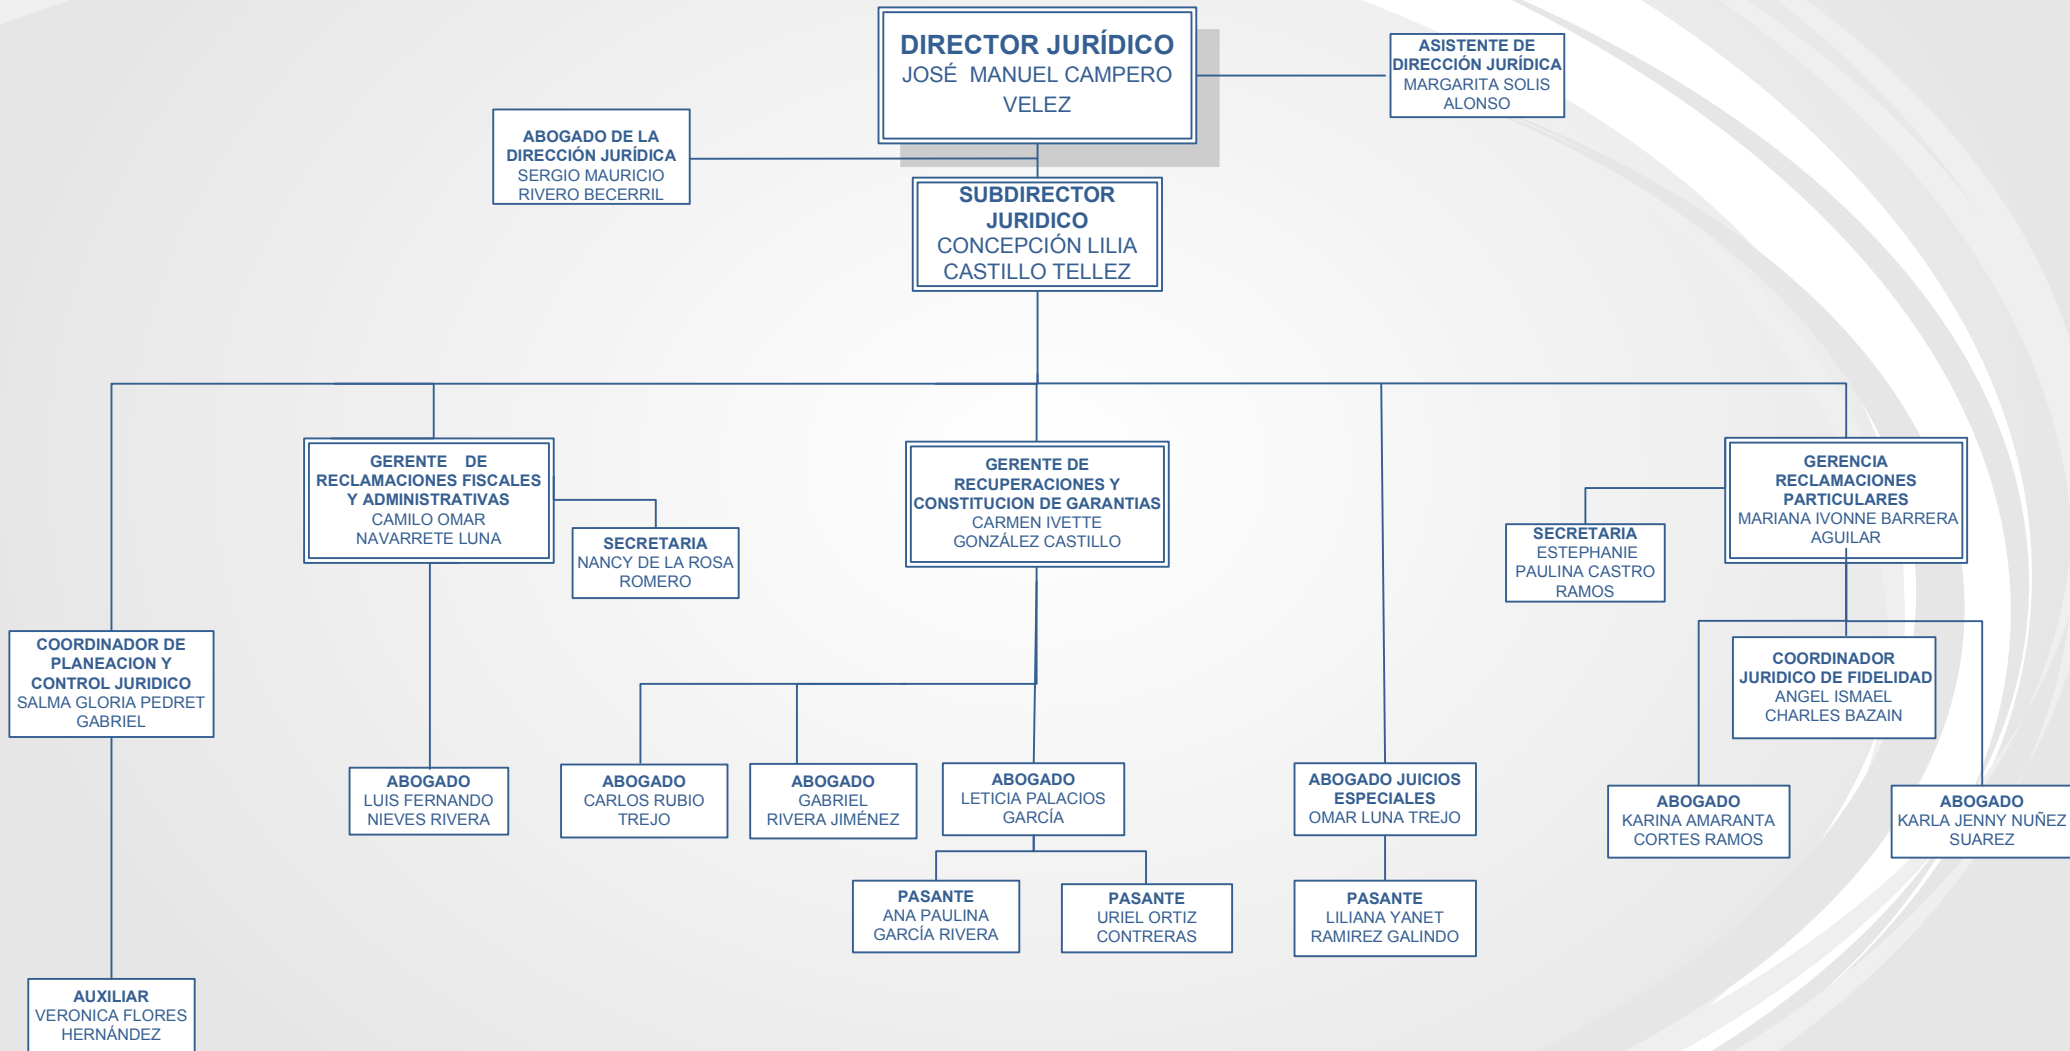 DIRECTOR JURÍDICO
JOSÉ MANUEL CAMPERO
VELEZ
ASISTENTE DE
DIRECCIÓN JURÍDICA
MARGARITA SOLIS
ALONSO
ABOGADO DE LA
DIRECCIÓN JURÍDICA
SERGIO MAURICIO
RIVERO BECERRIL
SUBDIRECTOR
JURIDICO
CONCEPCIÓN LILIA
CASTILLO TELLEZ
GERENTE DE
RECLAMACIONES FISCALES
Y ADMINISTRATIVAS
CAMILO OMAR
NAVARRETE LUNA
SECRETARIA
NANCY DE LA ROSA
ROMERO
GERENTE DE
RECUPERACIONES Y
CONSTITUCION DE GARANTIAS
CARMEN IVETTE
GONZÁLEZ CASTILLO
SECRETARIA
ESTEPHANIE
PAULINA CASTRO
RAMOS
GERENCIA
RECLAMACIONES
PARTICULARES
MARIANA IVONNE BARRERA
AGUILAR
COORDINADOR DE
PLANEACION Y
CONTROL JURIDICO
SALMA GLORIA PEDRET
GABRIEL
COORDINADOR
JURIDICO DE FIDELIDAD
ANGEL ISMAEL
CHARLES BAZAIN
ABOGADO
LUIS FERNANDO
NIEVES RIVERA
ABOGADO
CARLOS RUBIO
TREJO
ABOGADO
GABRIEL
RIVERA JIMÉNEZ
ABOGADO
LETICIA PALACIOS
GARCÍA
ABOGADO JUICIOS
ESPECIALES
OMAR LUNA TREJO
ABOGADO
KARINA AMARANTA
CORTES RAMOS
ABOGADO
KARLA JENNY NUÑEZ
SUAREZ
PASANTE
ANA PAULINA
GARCÍA RIVERA
PASANTE
URIEL ORTIZ
CONTRERAS
PASANTE
LILIANA YANET
RAMIREZ GALINDO
AUXILIAR
VERONICA FLORES
HERNÁNDEZ